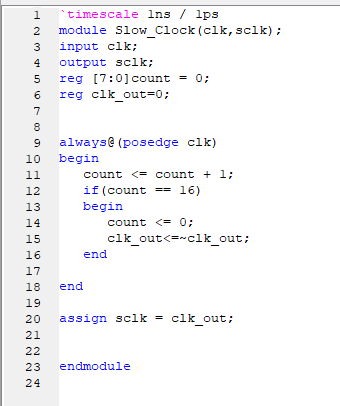 1 `timescale 1ns / 1ps
2 module Slow_Clock(clk,sclk);
3 input clk;
4 output sclk;
5 reg [7:0]count = 0;
6 reg clk_out=0;
7
8
9 always@(posedge clk)
10 begin
11 count <= count + 1;
12 if(count == 16)
13 begin
14 count <= 0;
15 clk_out<=~clk_out;
16 end
17
18 end
19
20 assign sclk = clk_out;
21
22
23 endmodule
24